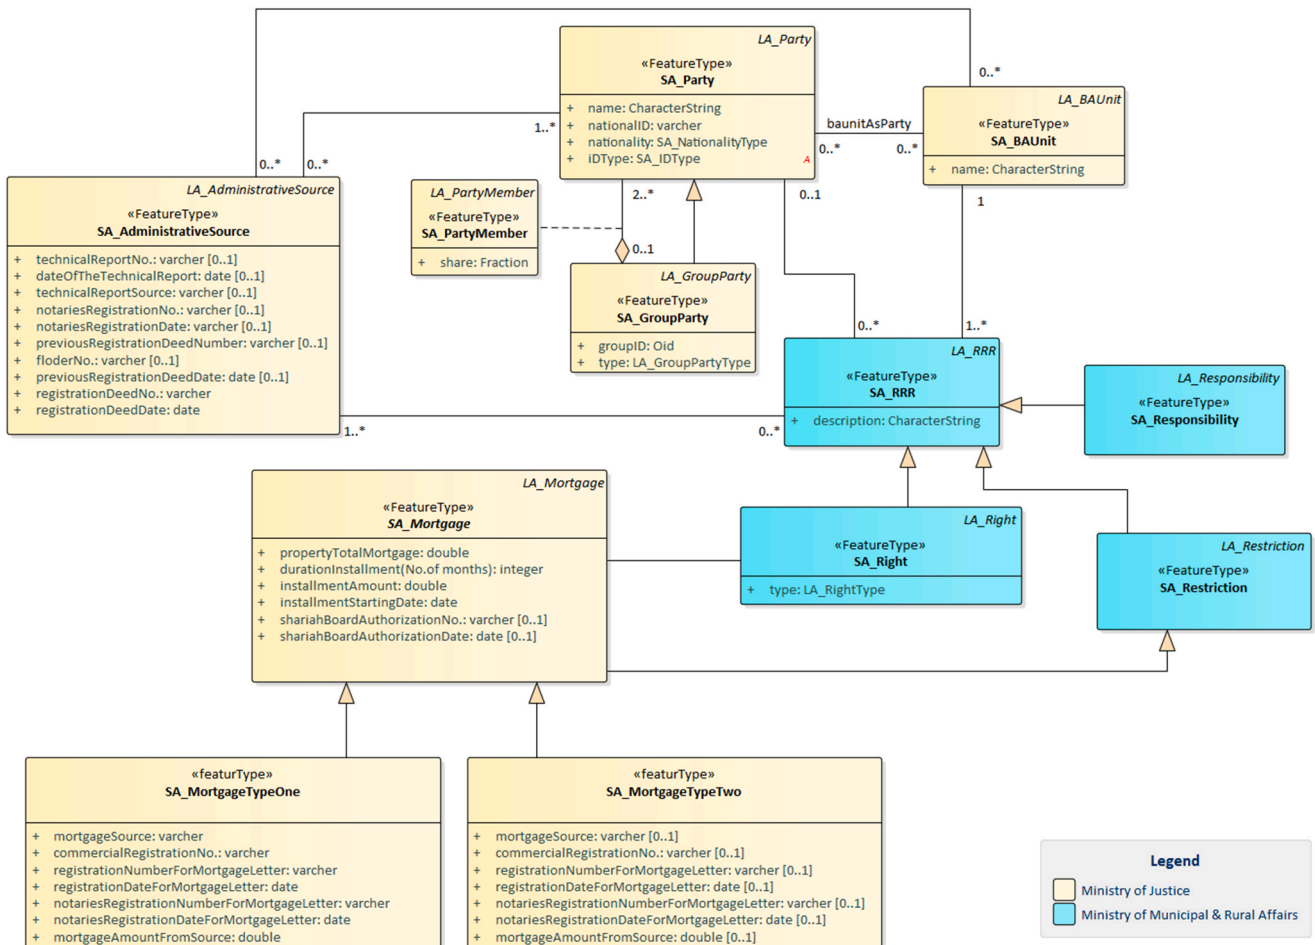 LA_Party
«FeatureType»
SA_Party
+ name: CharacterString
+ nationalID: varcher
+ nationality: SA_NationalityType
+ iDType: SA_IDType
A
0..*
LA_BAUnit
«FeatureType»
SA_BAUnit
+ name: CharacterString
baunitAsParty
0..*
0..*
1..*
0..*
0..*
LA_AdministrativeSource
«FeatureType»
SA_AdministrativeSource
+ technicalReportNo.: varcher [0..1]
+ dateOfTheTechnicalReport: date [0..1]
+ technicalReportSource: varcher [0..1]
+ notariesRegistrationNo.: varcher [0..1]
+ notariesRegistrationDate: varcher [0..1]
+ previousRegistrationDeedNumber: varcher [0..1]
+ floderNo.: varcher [0..1]
+ previousRegistrationDeedDate: date [0..1]
+ registrationDeedNo.: varcher
+ registrationDeedDate: date
LA_PartyMember
«FeatureType»
SA_PartyMember
+ share: Fraction
2..*
0..1
0..1
1
LA_GroupParty
«FeatureType»
SA_GroupParty
+ groupID: Oid
+ type: LA_GroupPartyType
0..*
1..*
LA_RRR
«FeatureType»
SA_RRR
+ description: CharacterString
1..*
0..*
LA_Responsibility
«FeatureType»
SA_Responsibility
LA_Mortgage
«FeatureType»
SA_Mortgage
+ propertyTotalMortgage: double
+ durationInstallment(No.of months): integer
+ installmentAmount: double
+ installmentStartingDate: date
+ shariahBoardAuthorizationNo.: varcher [0..1]
+ shariahBoardAuthorizationDate: date [0..1]
LA_Right
«FeatureType»
SA_Right
+ type: LA_RightType
LA_Restriction
«FeatureType»
SA_Restriction
«featurType»
SA_MortgageTypeOne
+ mortgageSource: varcher
+ commercialRegistrationNo.: varcher
+ registrationNumberForMortgageLetter: varcher
+ registrationDateForMortgageLetter: date
+ notariesRegistrationNumberForMortgageLetter: varcher
+ notariesRegistrationDateForMortgageLetter: date
+ mortgageAmountFromSource: double
«featurType»
SA_MortgageTypeTwo
+ mortgageSource: varcher [0..1]
+ commercialRegistrationNo.: varcher [0..1]
+ registrationNumberForMortgageLetter: varcher [0..1]
+ registrationDateForMortgageLetter: date [0..1]
+ notariesRegistrationNumberForMortgageLetter: varcher [0..1]
+ notariesRegistrationDateForMortgageLetter: date [0..1]
+ mortgageAmountFromSource: double [0..1]
Legend
Ministry of Justice
Ministry of Municipal & Rural Affairs